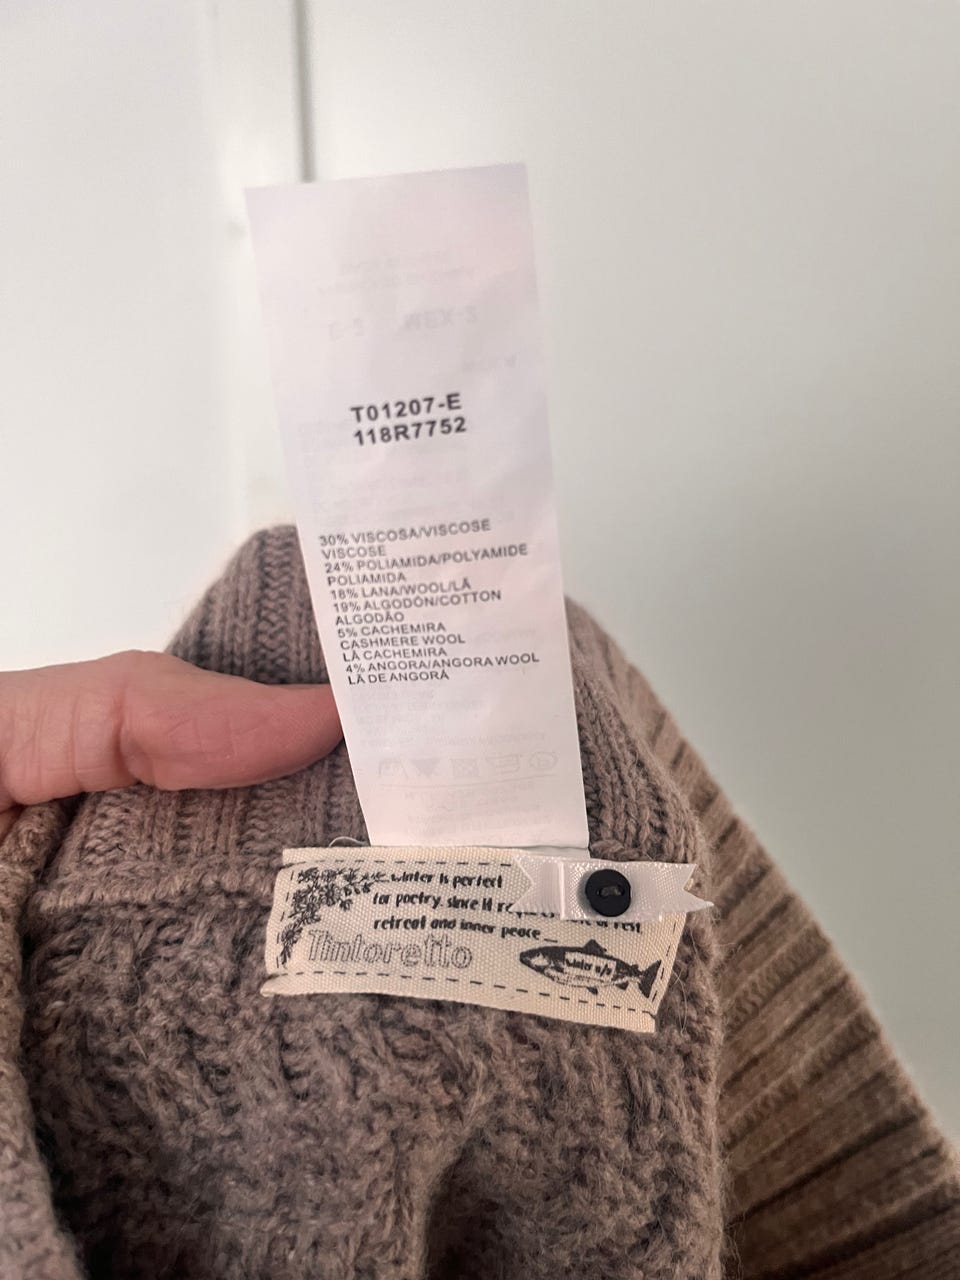 T01207-E
118R7752
30% VISCOSA/VISCOSE
VISCOSE
24% POLIAMIDA/POLYAMIDE
POLIAMIDA
18% LANA/WOOL/LÃ
19% ALGODÓN/COTTON
ALGODÃO
5% CACHEMIRA
CASHMERE WOOL
LÃ CACHEMIRA
4% ANGORA/ANGORA WOOL
LÃ DE ANGORÁ
winter is perfect
for poetry. since it
retreat and inner peace
Tintoretto